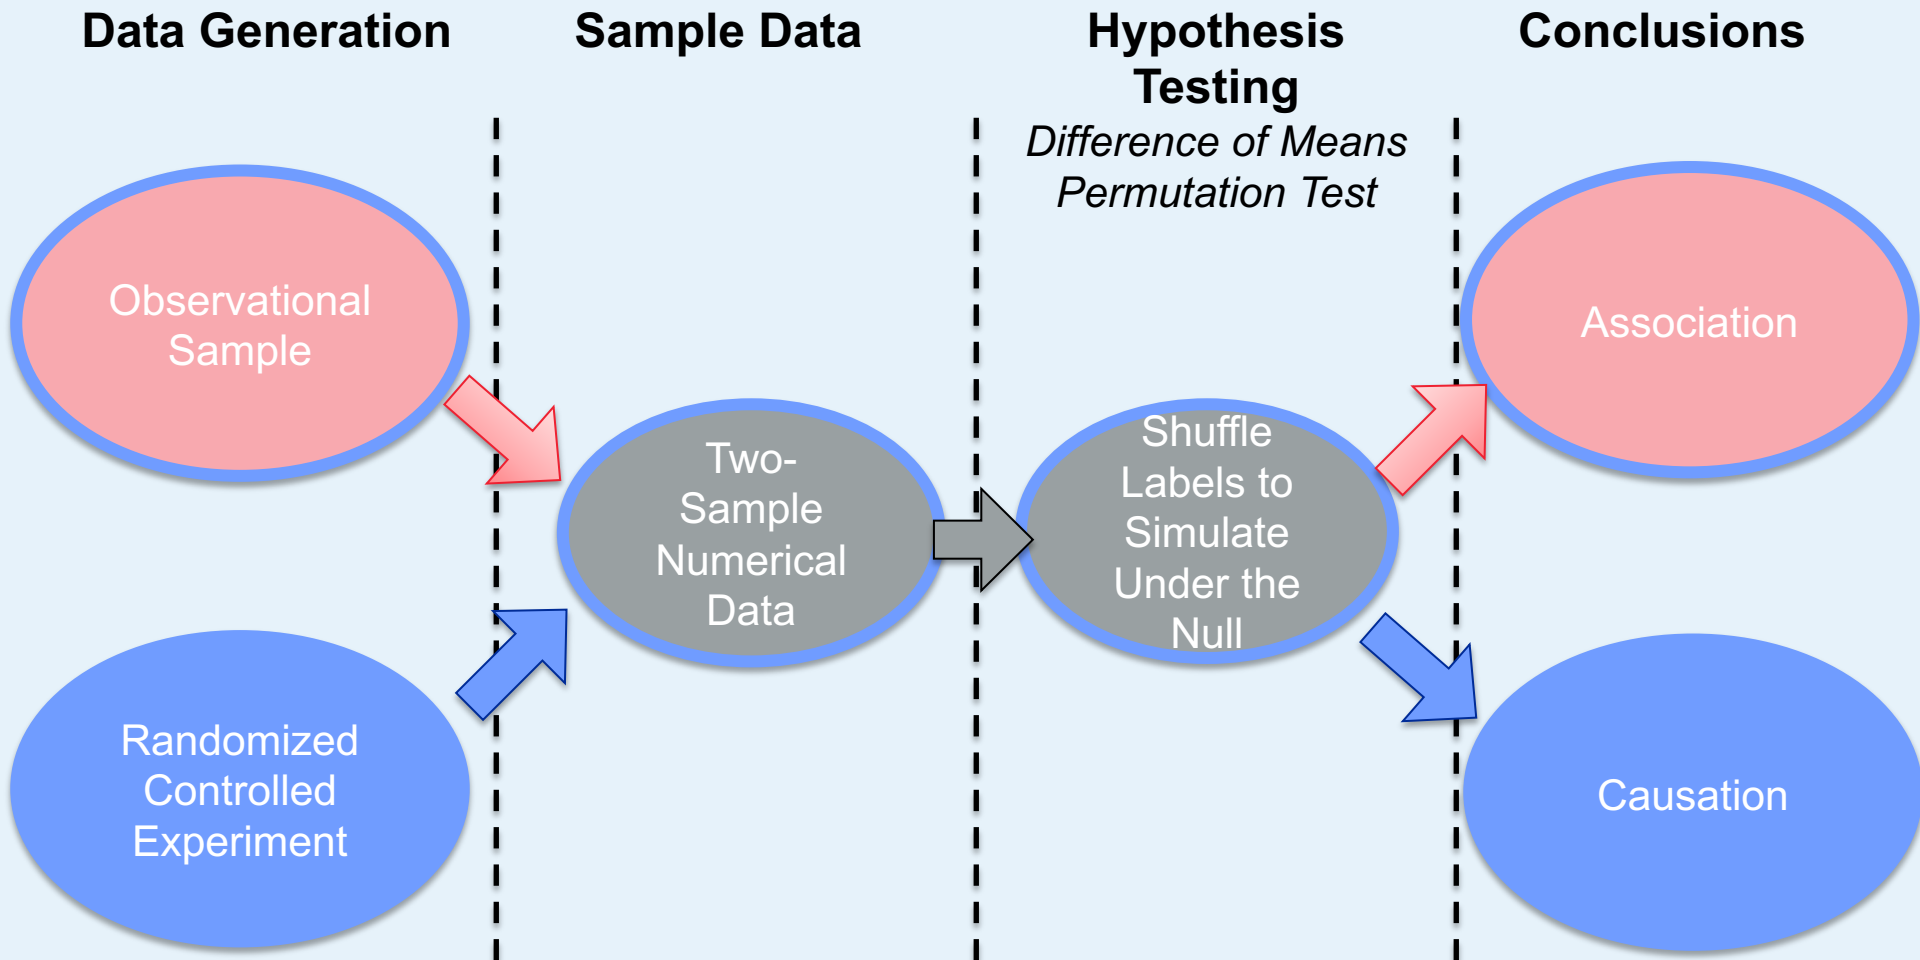 Data Generation
Sample Data
Hypothesis
Testing
Difference of Means
Permutation Test
Conclusions
Observational
Sample
Randomized
Controlled
Experiment
Two-
Sample
Numerical
Data
Shuffle
Labels to
Simulate
Under the
Null
Association
Causation